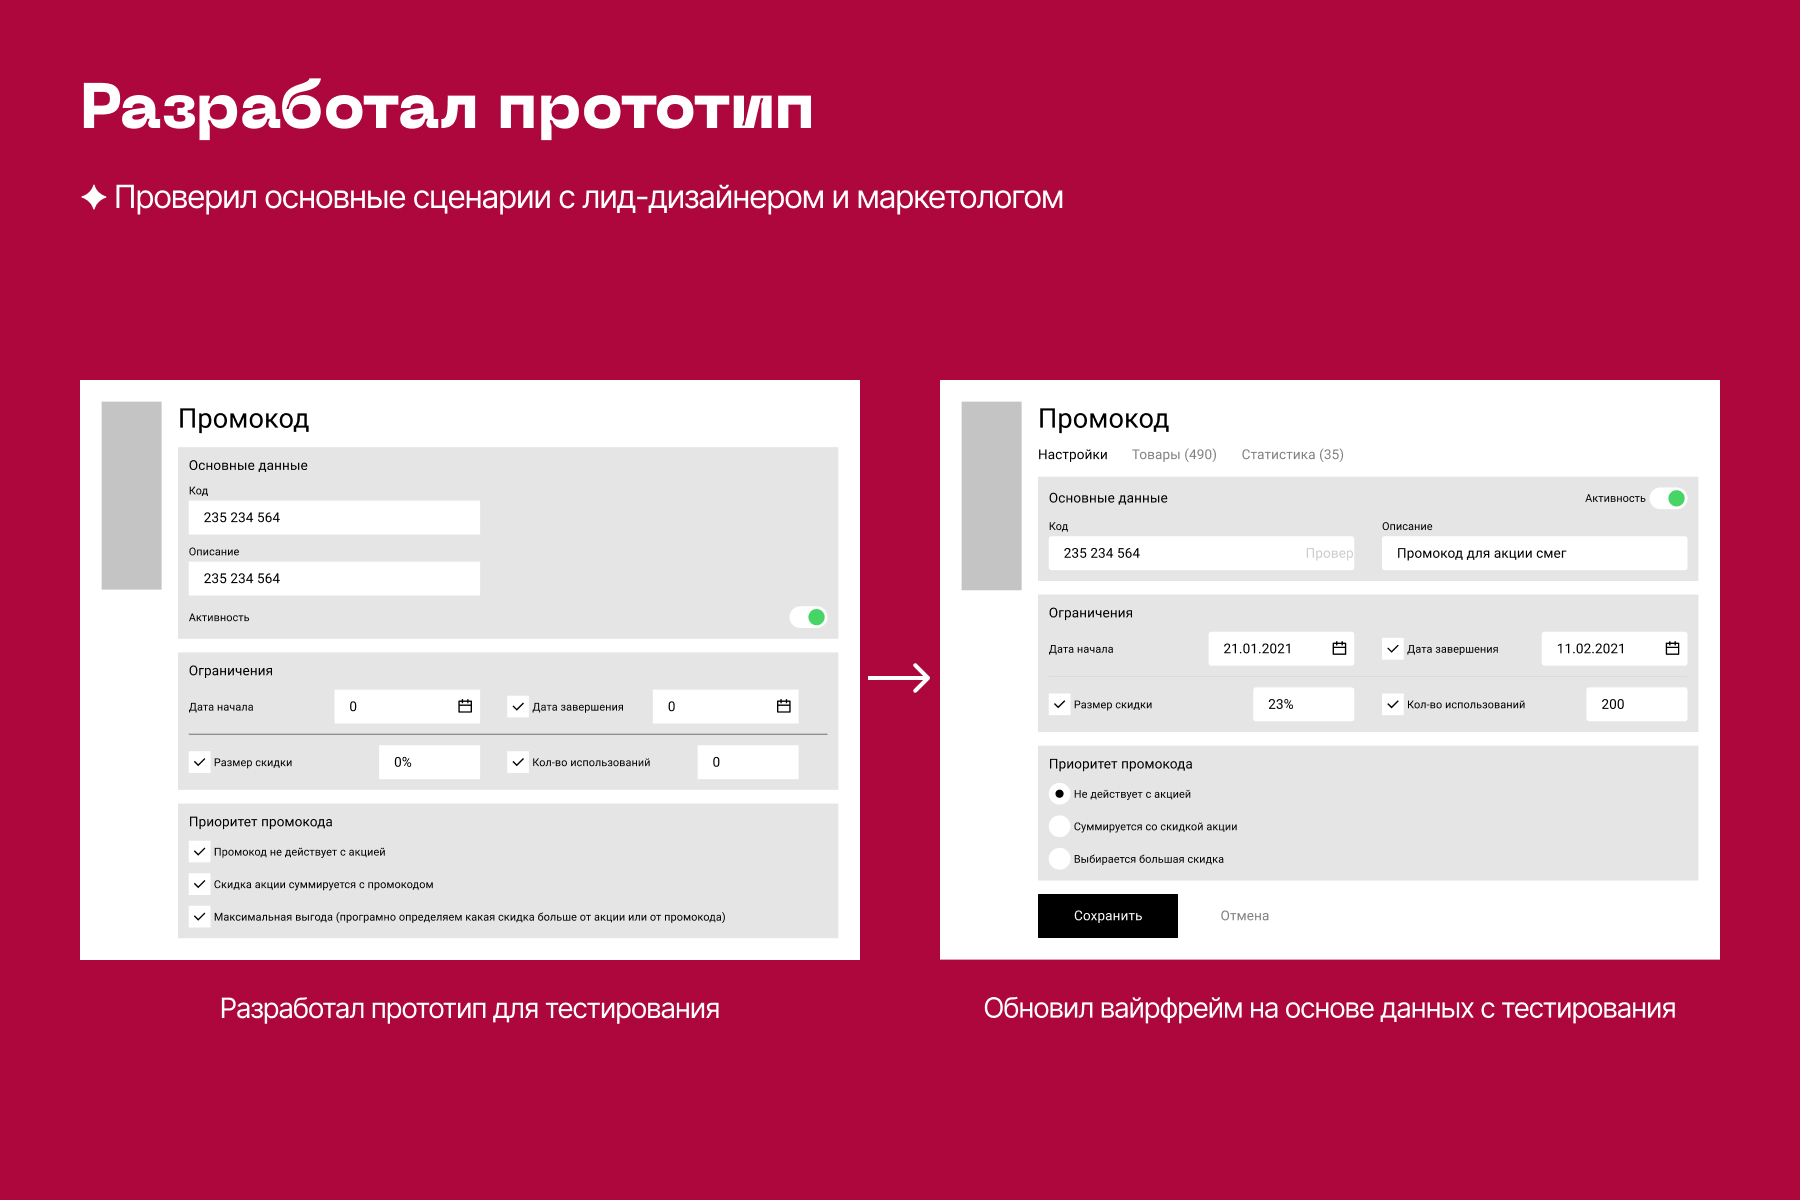 Разработал прототип
Проверил основные сценарии с лид-дизайнером и маркетологом
Промокод
Основные данные
Код
235 234 564
Описание
235 234 564
Активность
Ограничения
Дата начала 0 Дата завершения 0
Размер скидки 0% Кол-во использований 0
Приоритет промокода
Промокод не действует с акцией
Скидка акции суммируется с промокодом
Максимальная выгода (програмно определяем какая скидка больше от акции или от промокода)
Разработал прототип для тестирования
Промокод
Настройки Товары (490) Статистика (35)
Основные данные Активность
Код Описание
235 234 564 Провер Промокод для акции смег
Ограничения
Дата начала 21.01.2021 Дата завершения 11.02.2021
Размер скидки 23% Кол-во использований 200
Приоритет промокода
Не действует с акцией
Суммируется со скидкой акции
Выбирается большая скидка
Сохранить Отмена
Обновил вайрфрейм на основе данных с тестирования